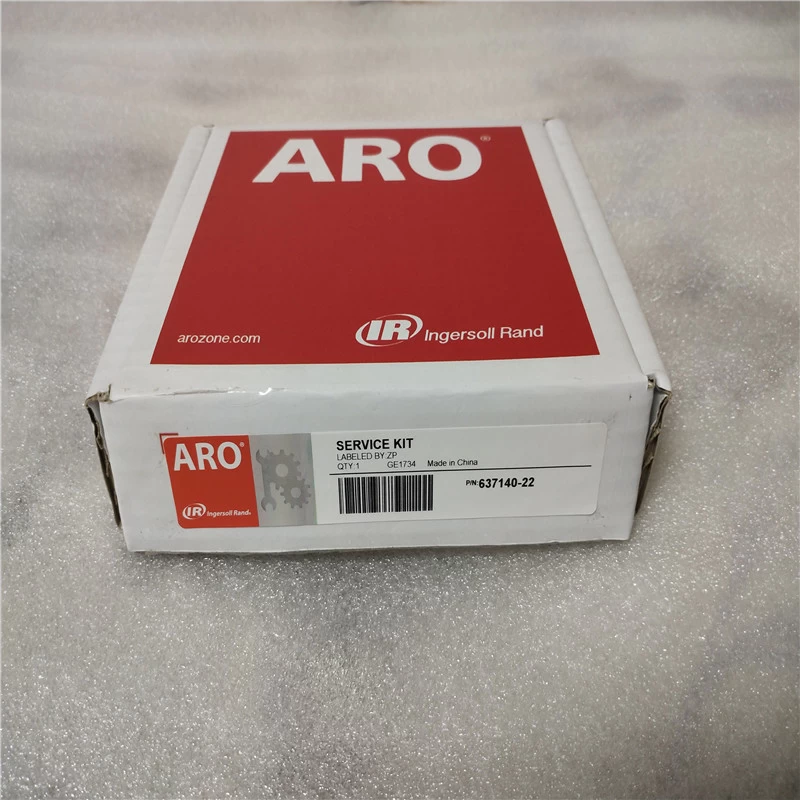 ARO®
arozone.com
IR Ingersoll Rand
ARO®
IR Ingersoll Rand®
SERVICE KIT
LABELED BY:ZP
QTY:1 GE1734 Made in China
P/N:637140-22